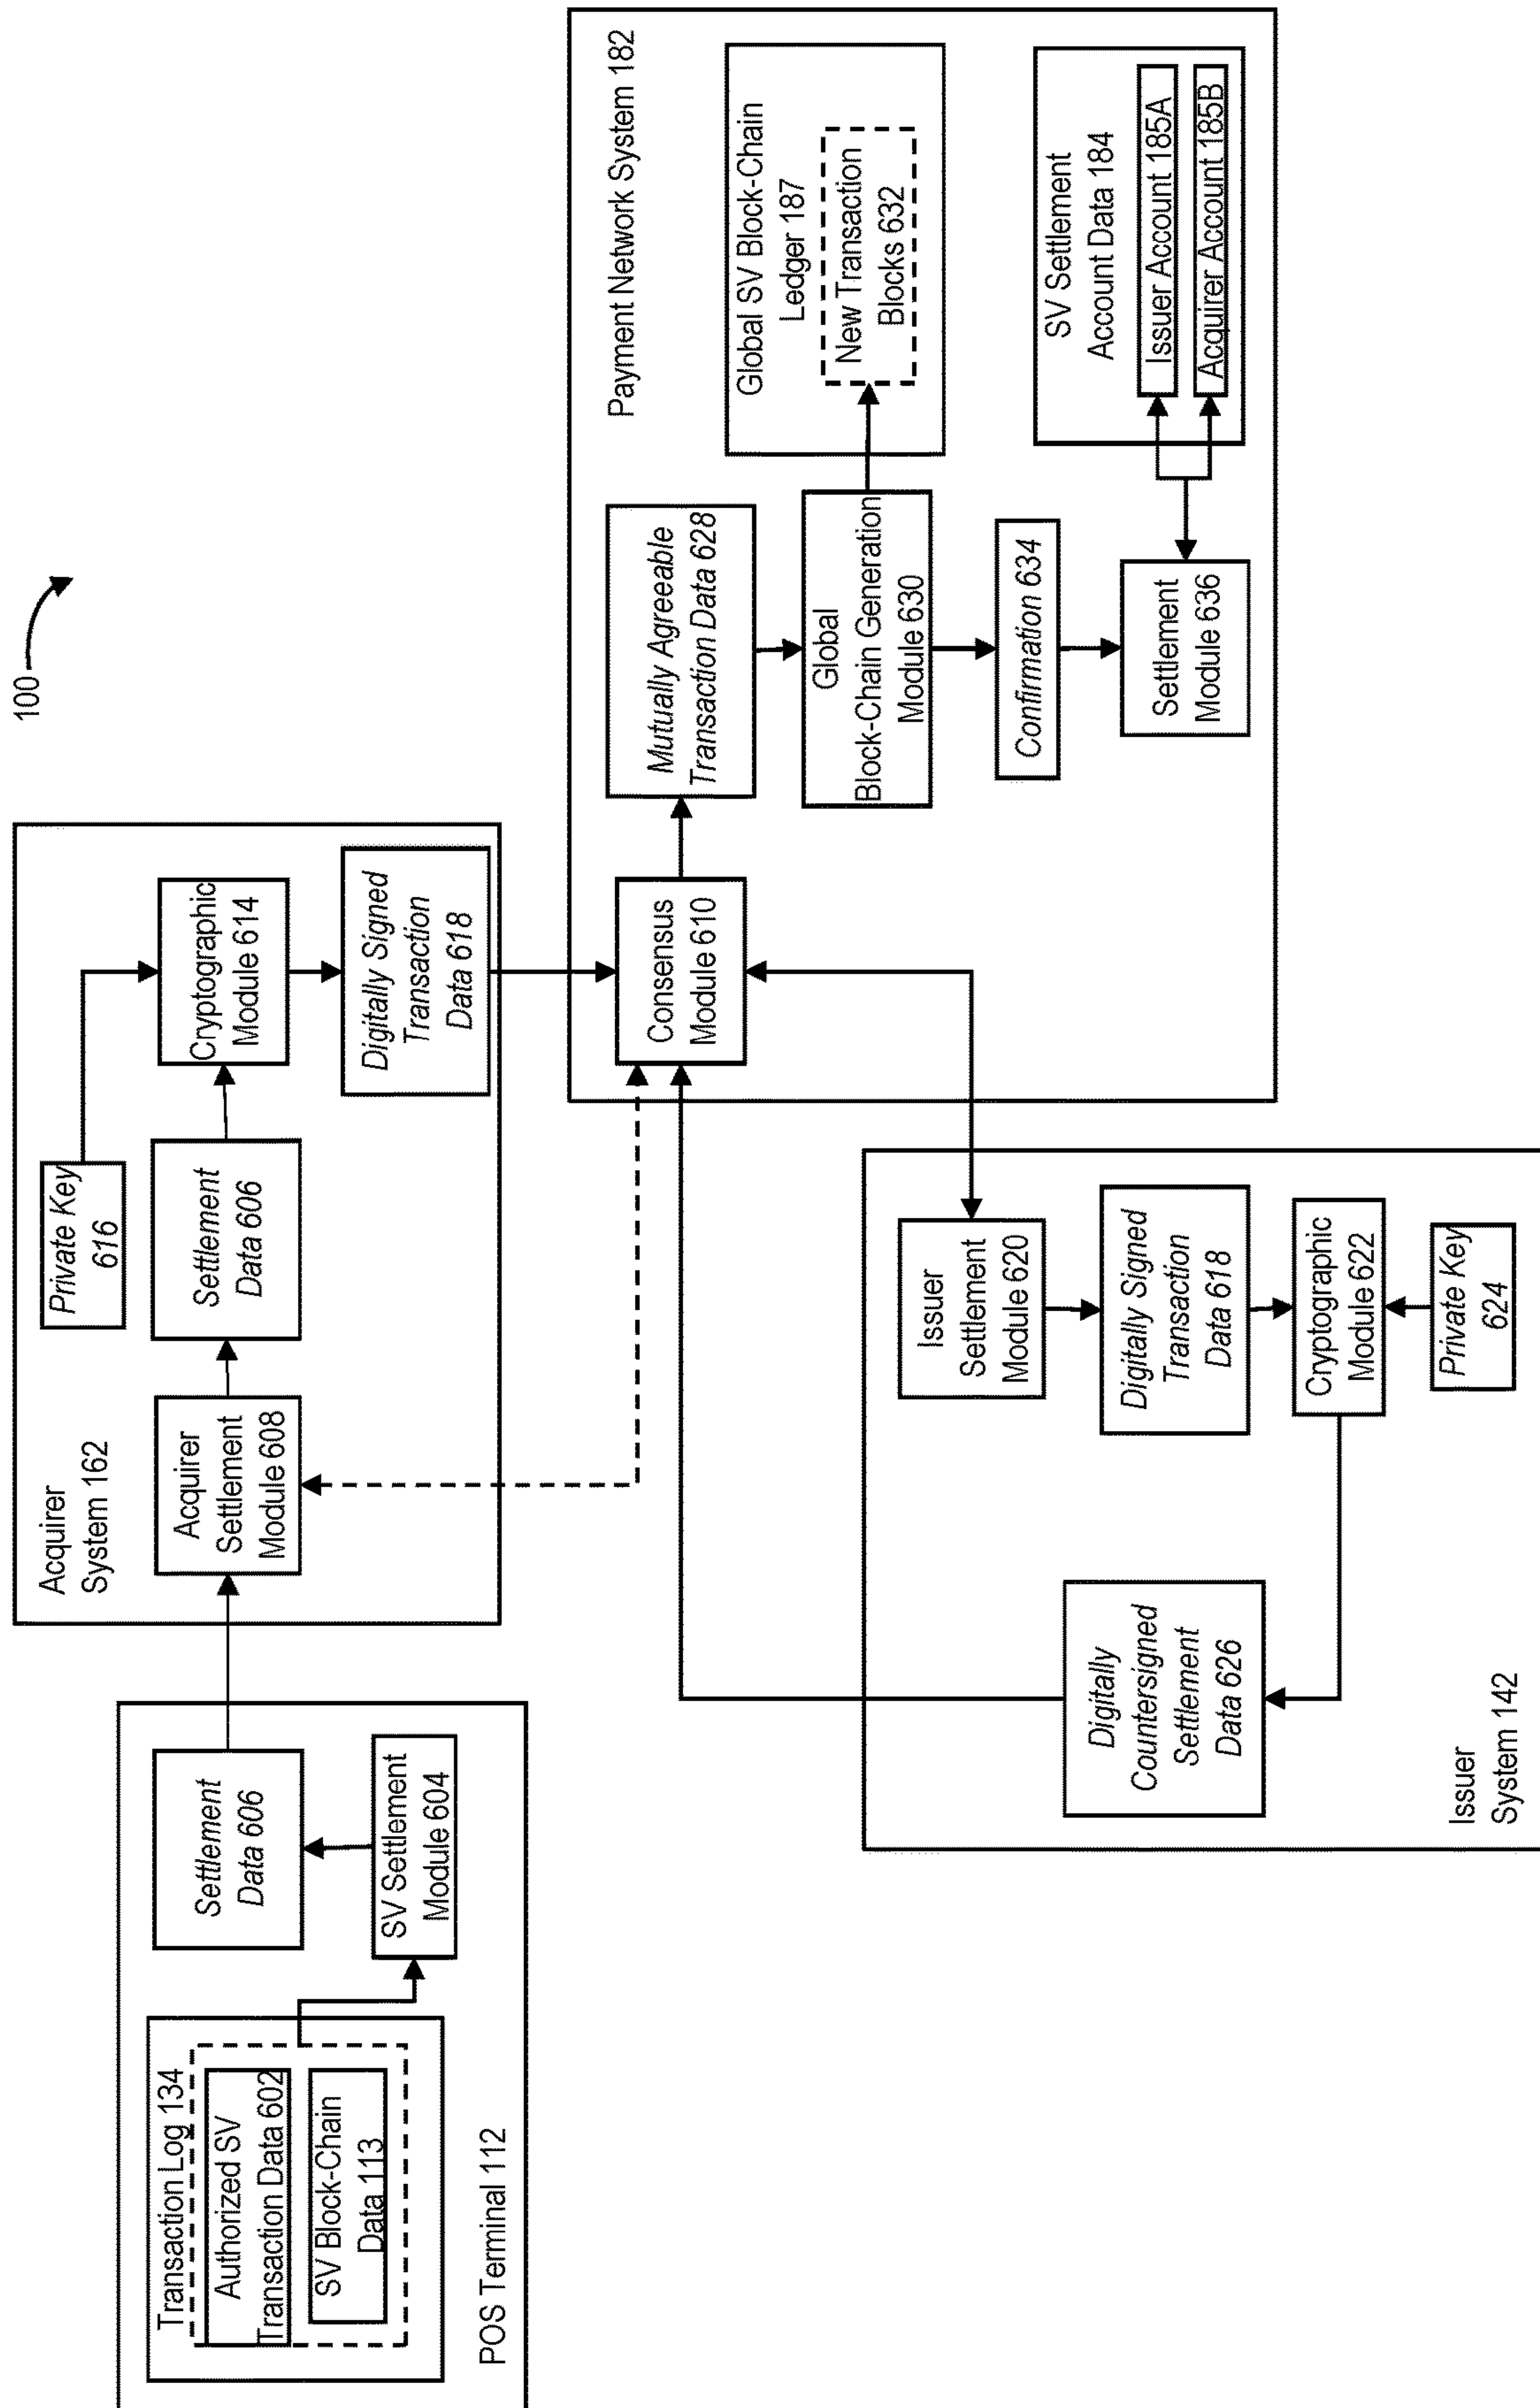 100
POS Terminal 112
Transaction Log 134
Authorized SV
Transaction Data 602
SV Block-Chain
Data 113
SV Settlement
Module 604
Settlement
Data 606
Acquirer
System 162
Acquirer
Settlement
Module 608
Settlement
Data 606
Private Key
616
Cryptographic
Module 614
Digitally Signed
Transaction
Data 618
Payment Network System 182
Consensus
Module 610
Mutually Agreeable
Transaction Data 628
Global
Block-Chain Generation
Module 630
Confirmation 634
Settlement
Module 636
Global SV Block-Chain
Ledger 187
New Transaction
Blocks 632
SV Settlement
Account Data 184
Issuer Account 185A
Acquirer Account 185B
Issuer
System 142
Issuer
Settlement
Module 620
Digitally Signed
Transaction
Data 618
Cryptographic
Module 622
Private Key
624
Digitally
Countersigned
Settlement
Data 626